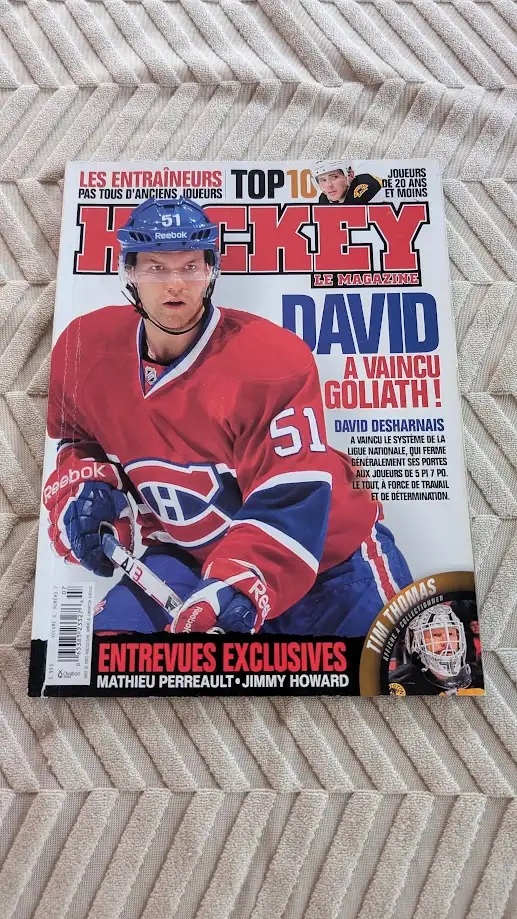 LES ENTRAÎNEURS
PAS TOUS D'ANCIENS JOUEURS
TOP 10
JOUEURS
DE 20 ANS
ET MOINS
HOCKEY
LE MAGAZINE
51
Reebok
DAVID
A VAINCU
GOLIATH !
DAVID DESHARNAIS
A VAINCU LE SYSTÈME DE LA
LIGUE NATIONALE, QUI FERME
GÉNÉRALEMENT SES PORTES
AUX JOUEURS DE 5 PI 7 PO.
LE TOUT, À FORCE DE TRAVAIL
ET DE DÉTERMINATION.
51
Reebok
TIM THOMAS
AFFICHE À COLLECTIONNER
ENTREVUES EXCLUSIVES
MATHIEU PERREAULT • JIMMY HOWARD
07